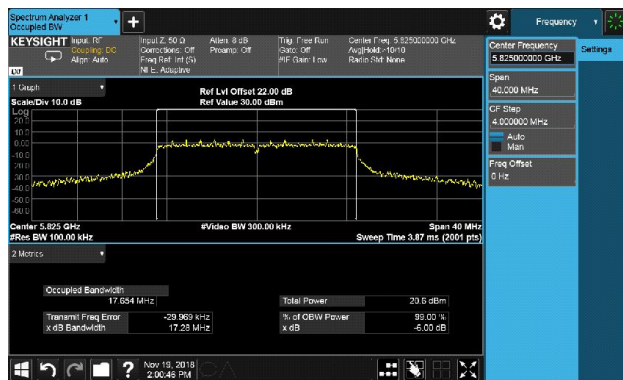 Spectrum Analyzer 1
Occupied BW
Frequency
KEYSIGHT
Input: RF
Coupling: DC
Align: Auto
Input Z: 50 Ω
Corrections: Off
Freq Ref: Int (S)
NFE: Adaptive
Atten: 8 dB
Preamp: Off
Trig: Free Run
Gate: Off
#IF Gain: Low
Center Freq: 5.825000000 GHz
Avg|Hold:>10/10
Radio Std: None
Center Frequency
5.825000000 GHz
Settings
Span
40.000 MHz
CF Step
4.000000 MHz
Auto
Man
Freq Offset
0 Hz
1 Graph
Scale/Div 10.0 dB
Ref Lvl Offset 22.00 dB
Ref Value 30.00 dBm
Log
20.0
10.0
0.00
-10.0
-20.0
-30.0
-40.0
-50.0
-60.0
Center 5.825 GHz
#Res BW 100.00 kHz
#Video BW 300.00 kHz
Span 40 MHz
Sweep Time 3.87 ms (2001 pts)
2 Metrics
Occupied Bandwidth
17.654 MHz
Total Power 20.6 dBm
Transmit Freq Error -29.969 kHz
% of OBW Power 99.00 %
x dB Bandwidth 17.28 MHz
x dB -6.00 dB
?
Nov 19, 2018
2:00:46 PM